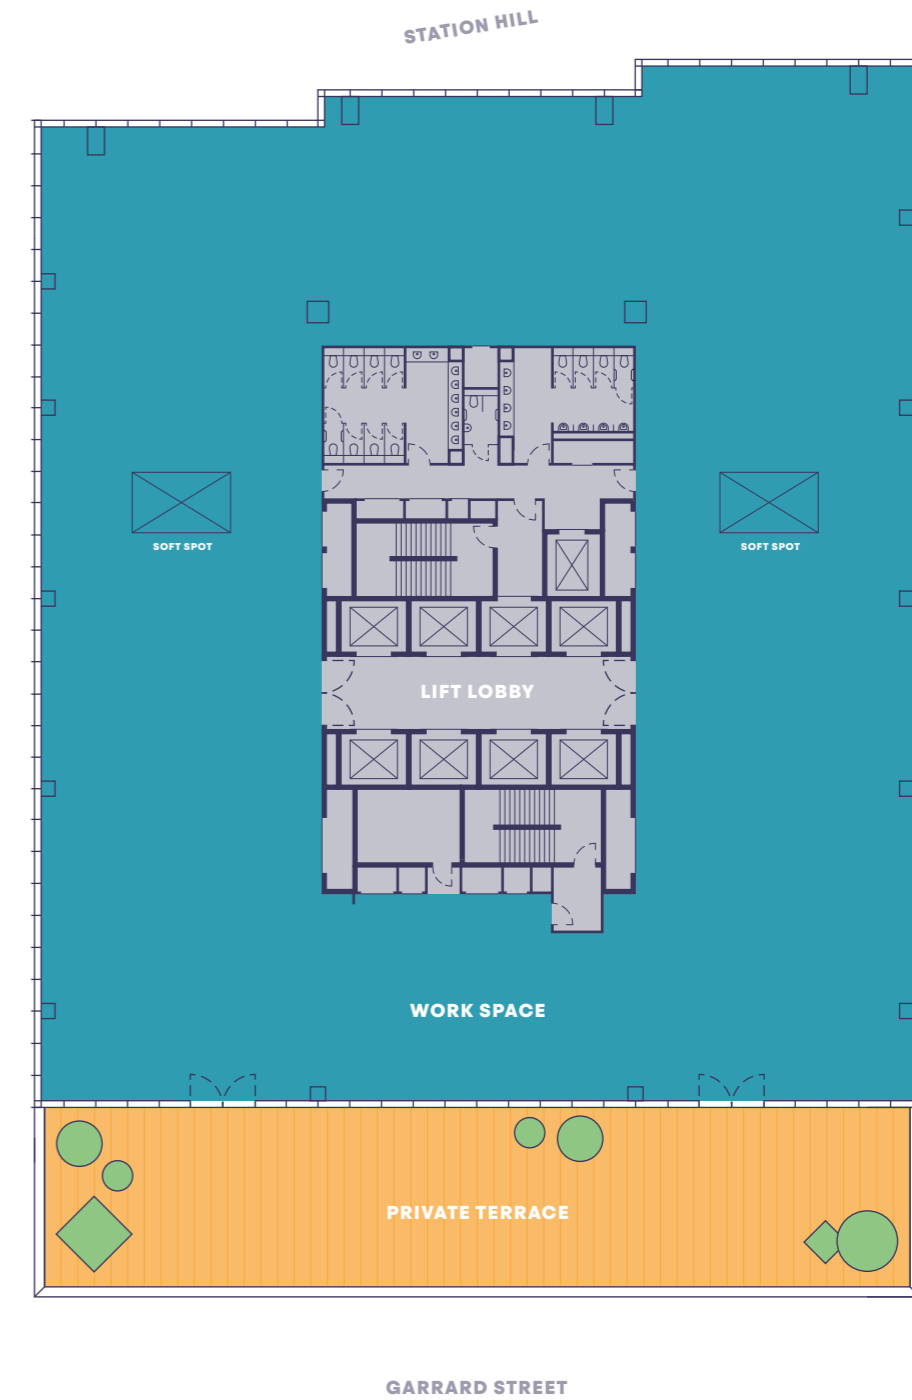 STATION HILL
SOFT SPOT
SOFT SPOT
LIFT LOBBY
WORK SPACE
PRIVATE TERRACE
GARRARD STREET